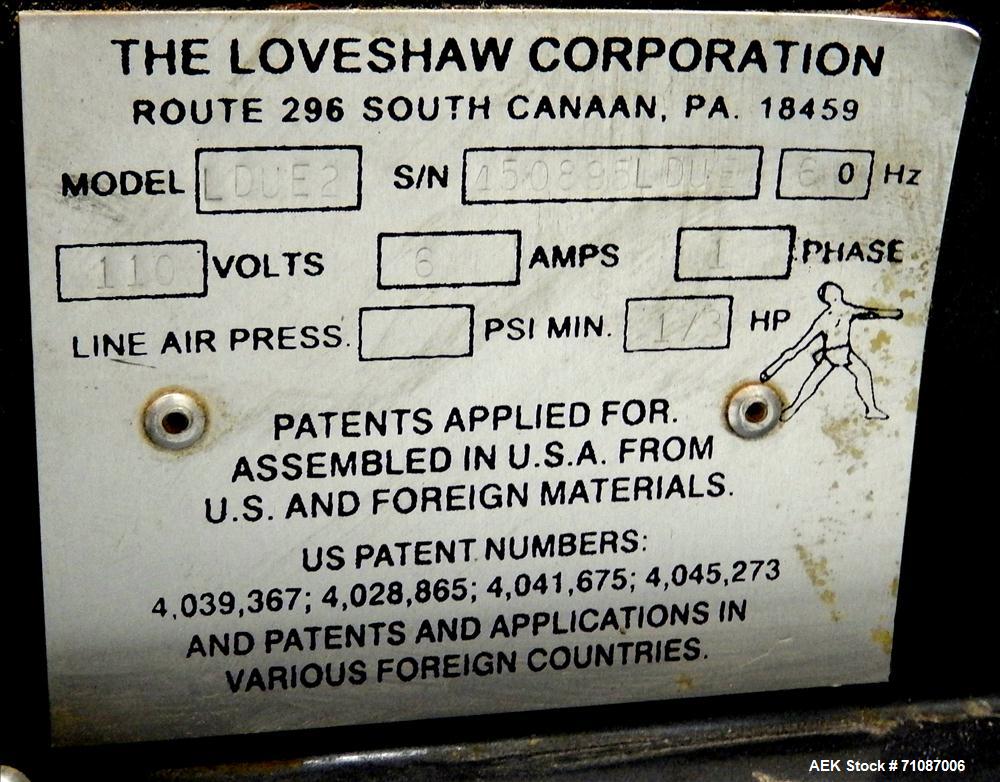 THE LOVESHAW CORPORATION
ROUTE 296 SOUTH CANAAN, PA. 18459
MODEL LDUE2 S/N 60 Hz
110 VOLTS 6 AMPS 1 PHASE
LINE AIR PRESS. PSI MIN. 1/3 HP
PATENTS APPLIED FOR.
ASSEMBLED IN U.S.A. FROM
U.S. AND FOREIGN MATERIALS.
US PATENT NUMBERS:
4,039,367; 4,028,865; 4,041,675; 4,045,273
AND PATENTS AND APPLICATIONS IN
VARIOUS FOREIGN COUNTRIES.
AEK Stock # 71087006